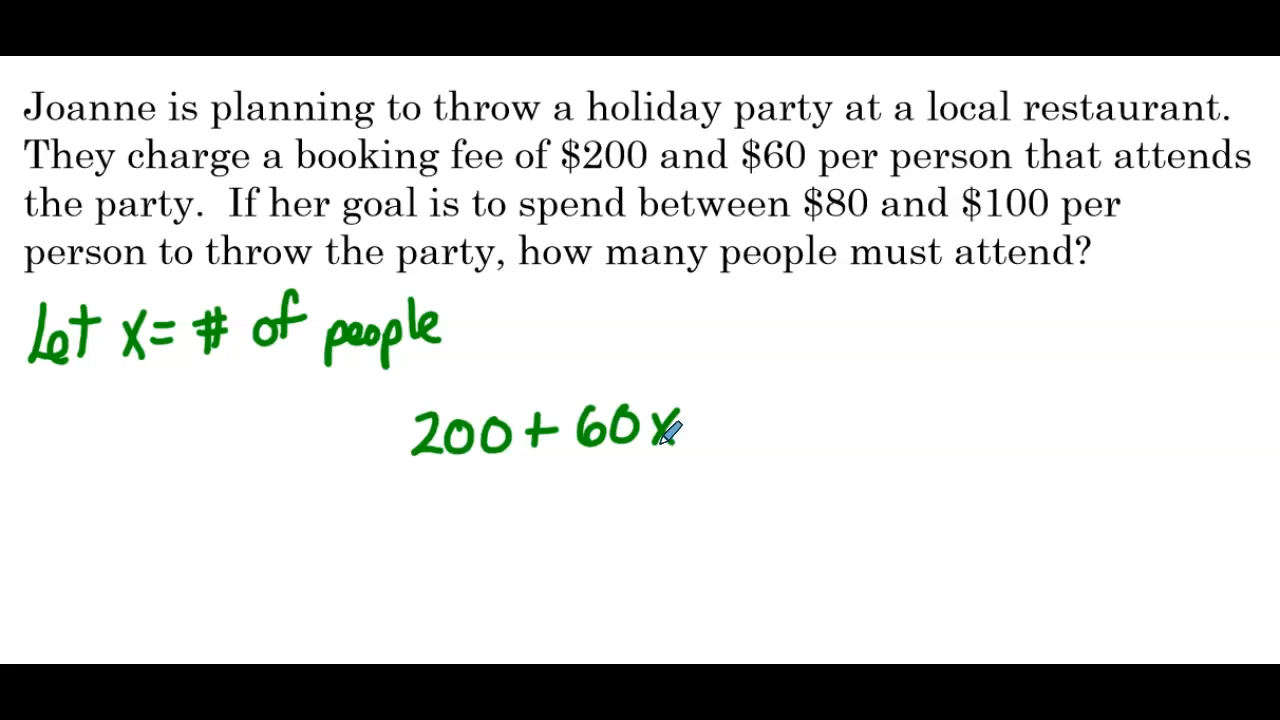 Joanne is planning to throw a holiday party at a local restaurant.
They charge a booking fee of $200 and $60 per person that attends
the party.  If her goal is to spend between $80 and $100 per
person to throw the party, how many people must attend?
Let x = # of people
200 + 60x